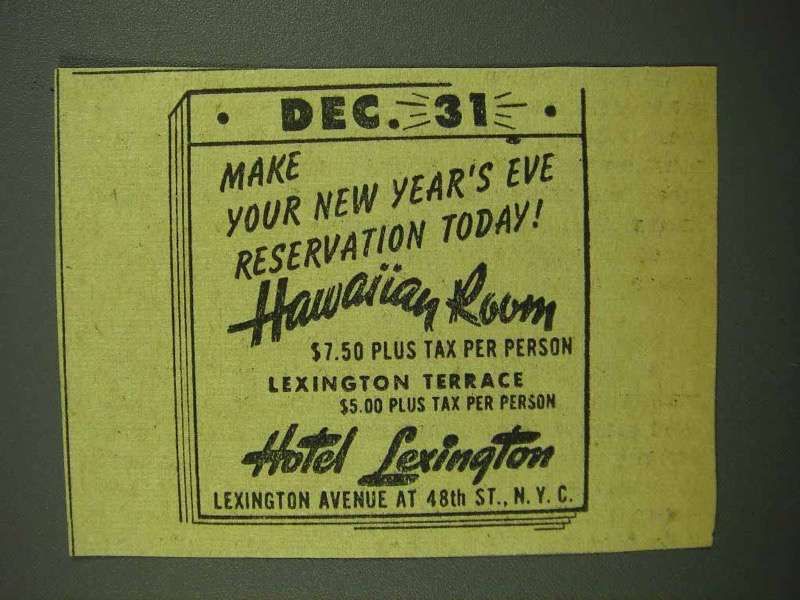 DEC. 31
MAKE
YOUR NEW YEAR'S EVE
RESERVATION TODAY!
Hawaiian Room
$7.50 PLUS TAX PER PERSON
LEXINGTON TERRACE
$5.00 PLUS TAX PER PERSON
Hotel Lexington
LEXINGTON AVENUE AT 48th ST., N.Y.C.